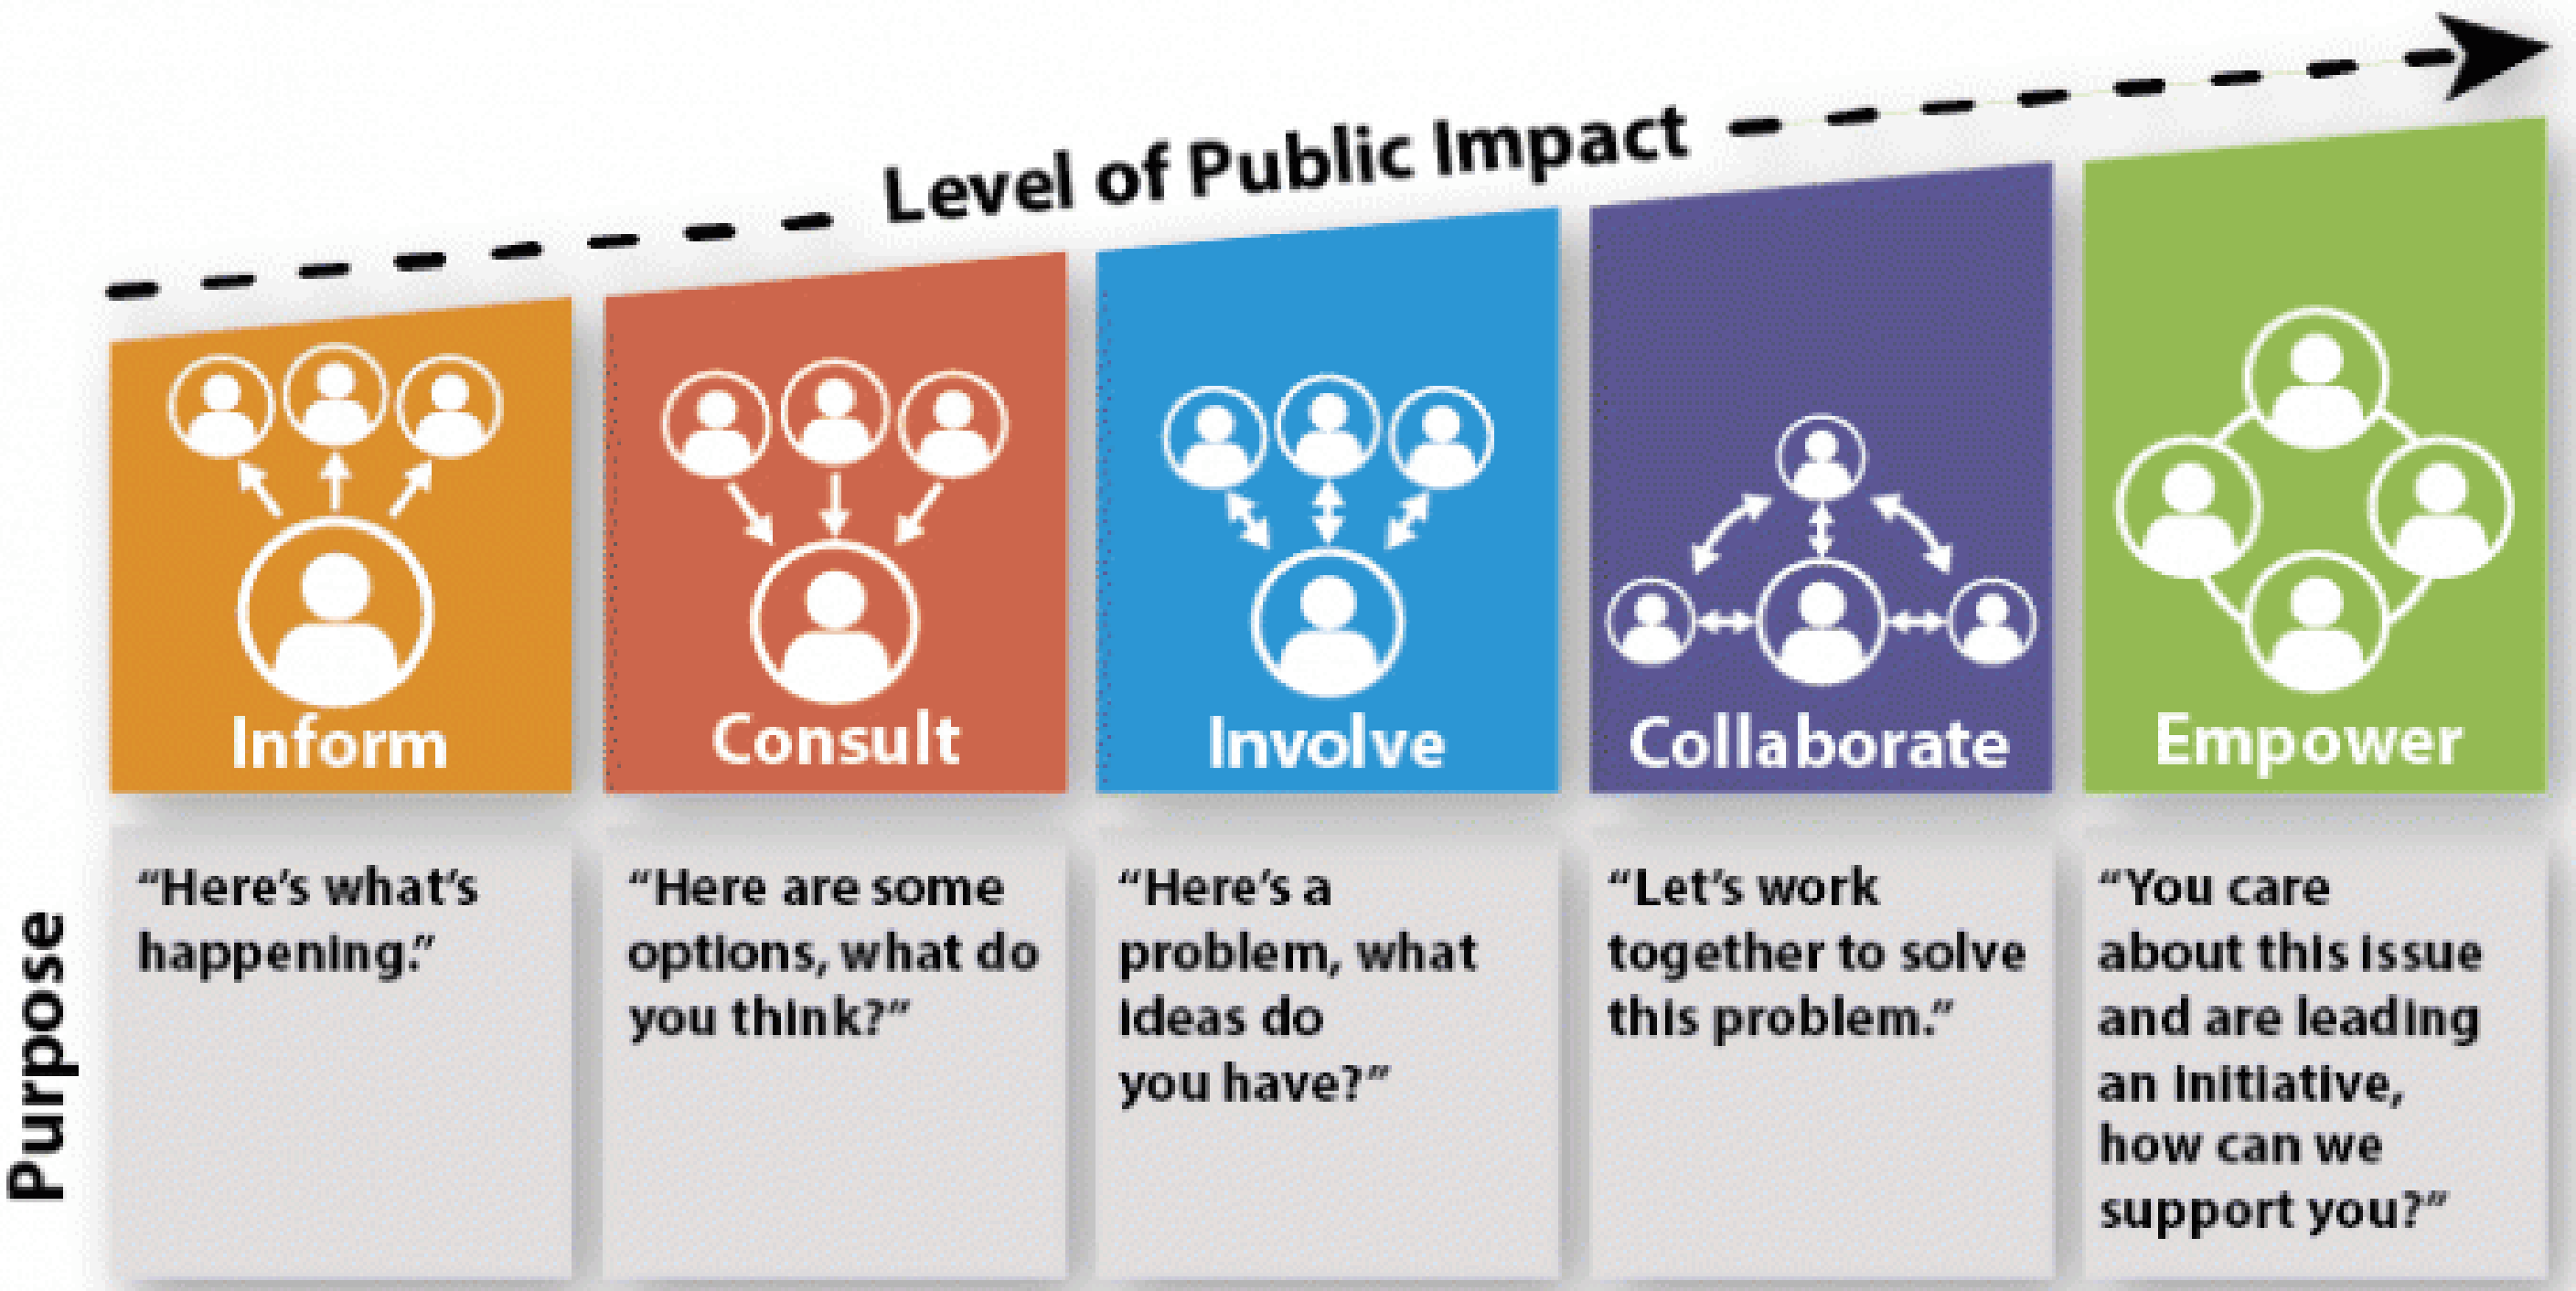 Level of Public Impact
Inform
Consult
Involve
Collaborate
Empower
Purpose
“Here’s what’s
happening.”
“Here are some
options, what do
you think?”
“Here’s a
problem, what
ideas do
you have?”
“Let’s work
together to solve
this problem.”
“You care
about this issue
and are leading
an initiative,
how can we
support you?”